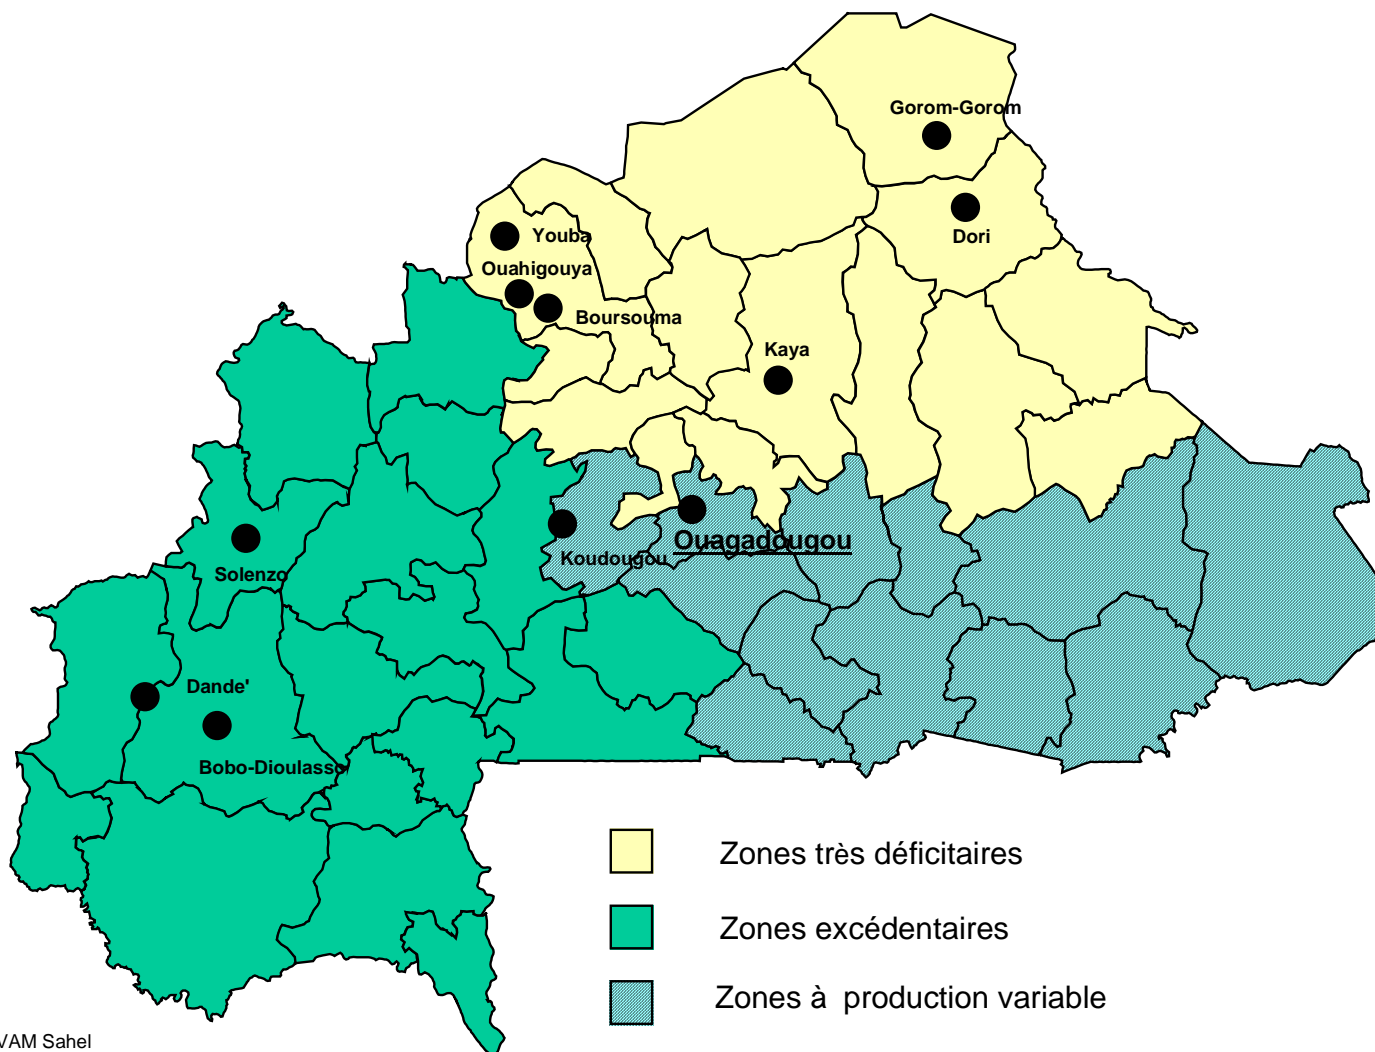 Gorom-Gorom
Dori
Youba
Ouahigouya
Boursouma
Kaya
Ouagadougou
Koudougou
Solenzo
Dande'
Bobo-Dioulasso
Zones très déficitaires
Zones excédentaires
Zones à production variable
VAM Sahel